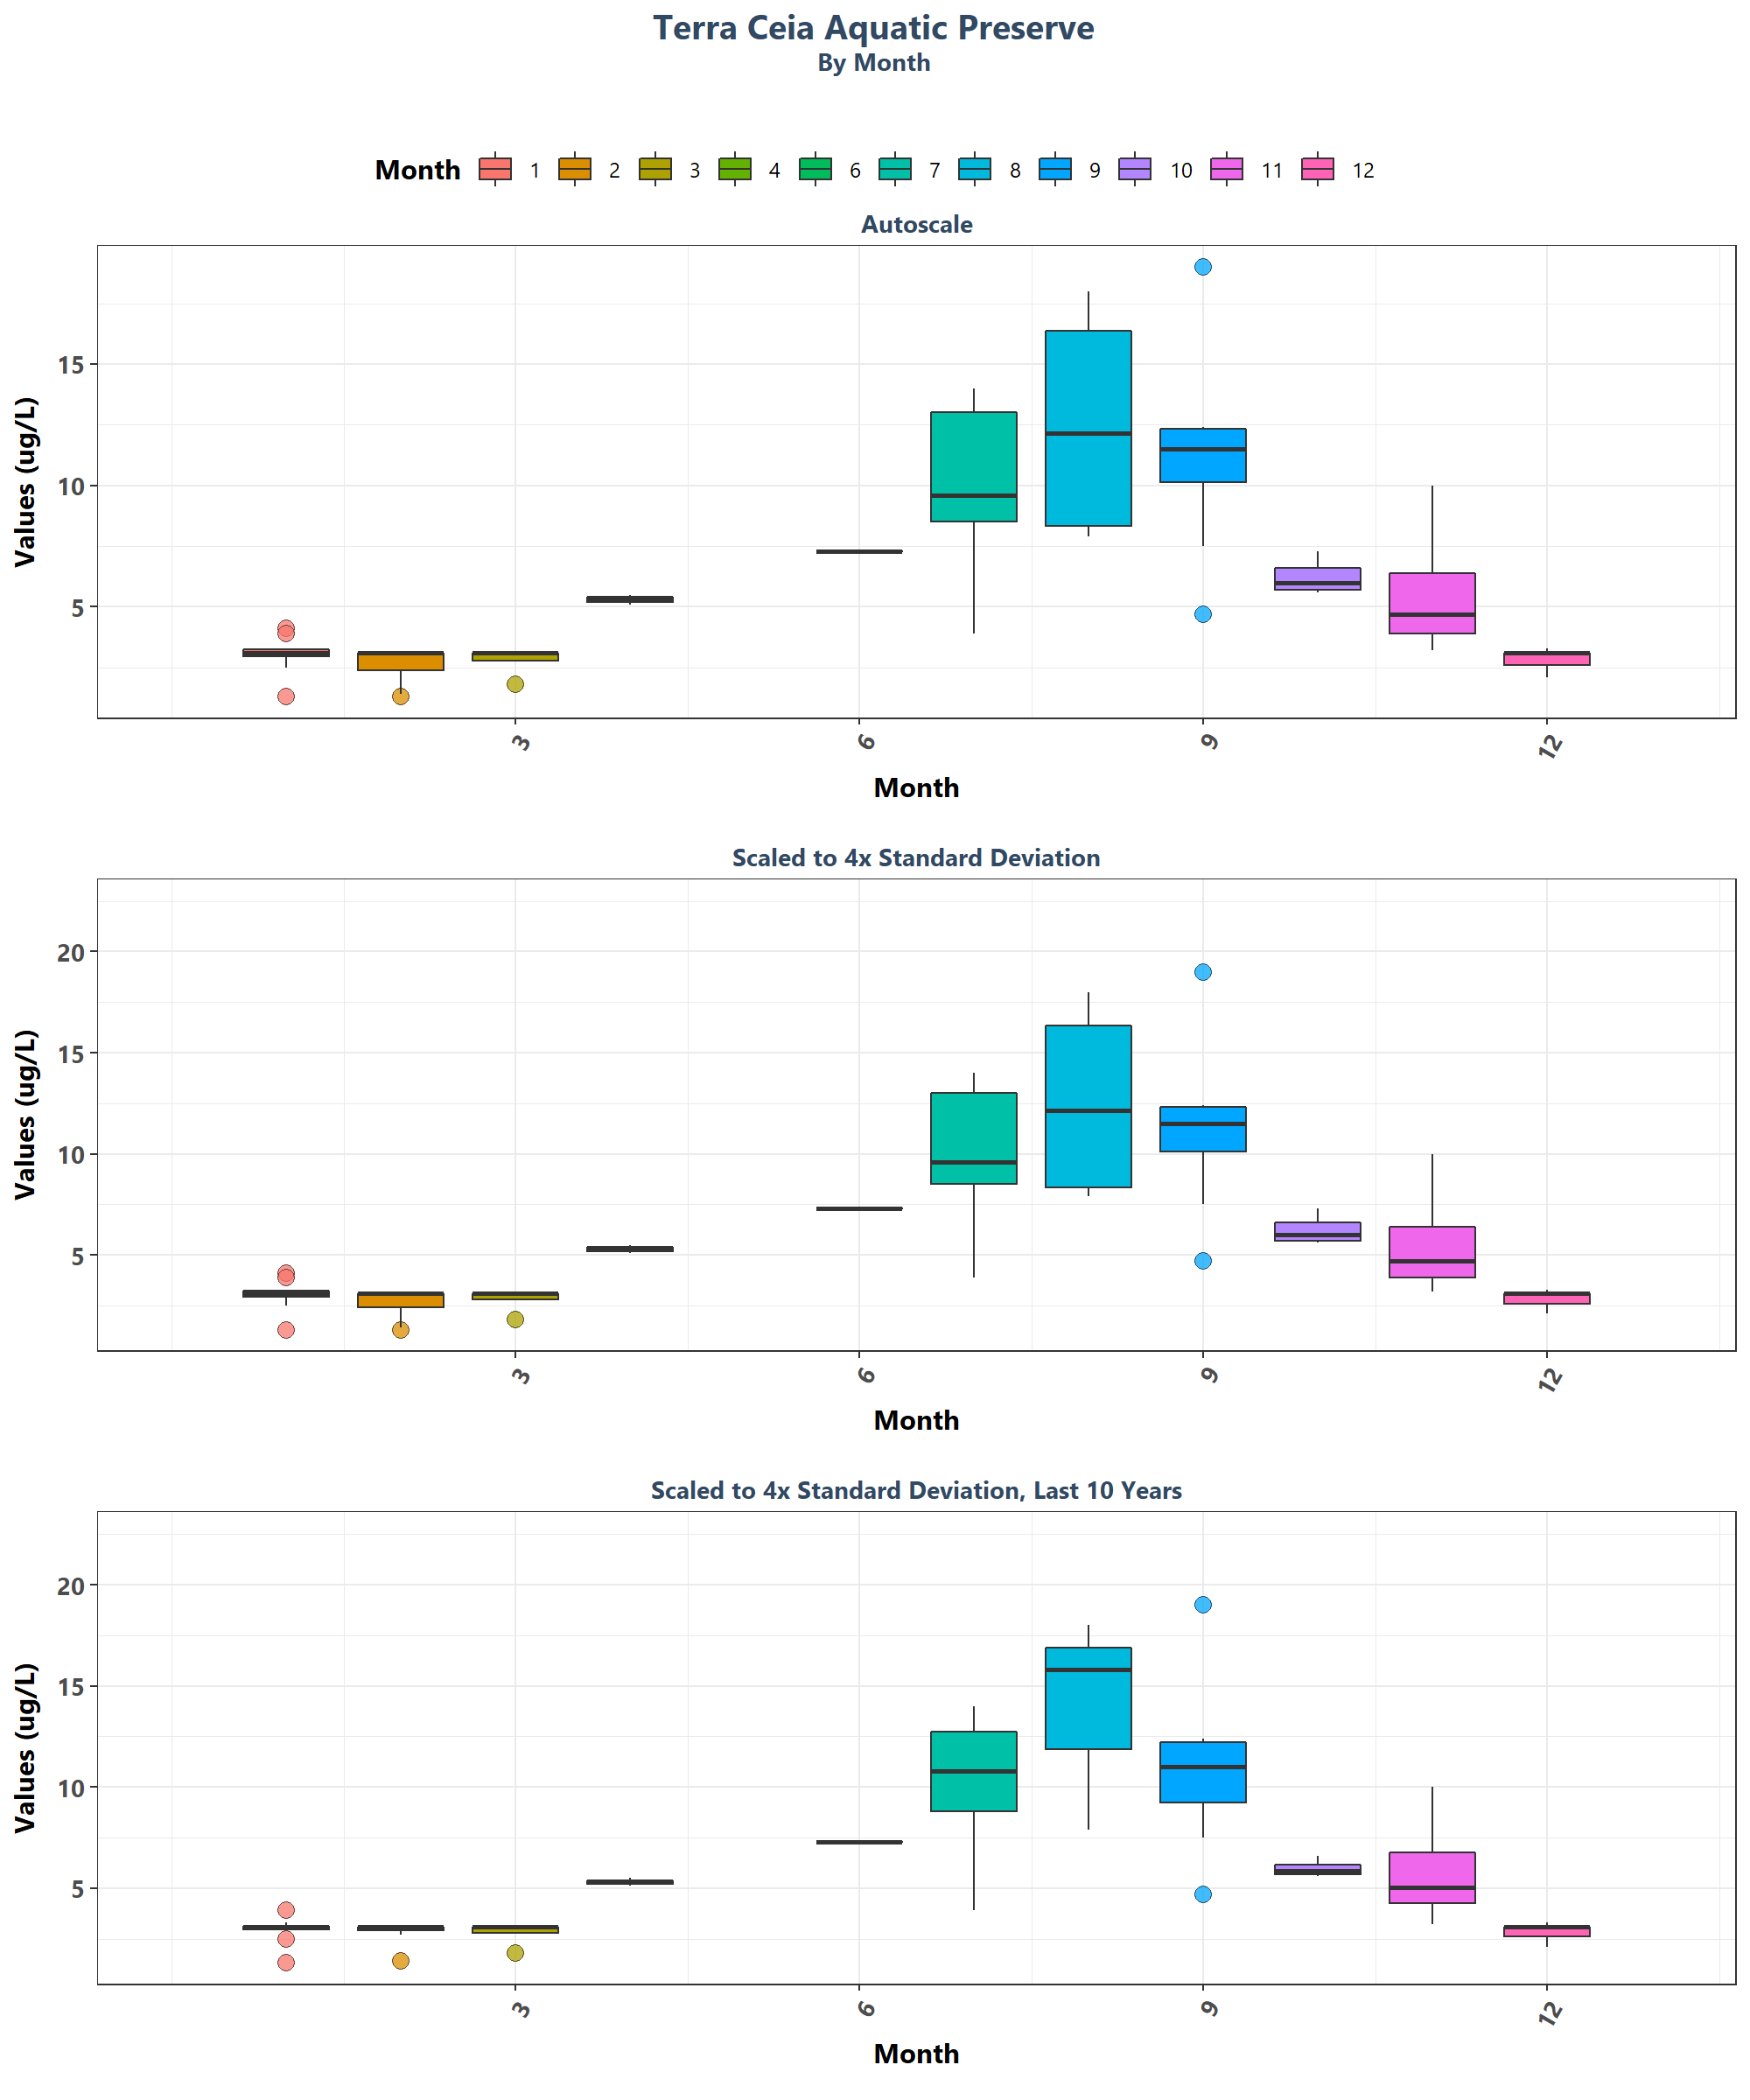 Terra Ceia Aquatic Preserve
By Month
Month 1 2 3 4 6 7 8 9 10 11 12
Autoscale
Values (ug/L)
15
10
5
3 6 9 12
Month
Scaled to 4x Standard Deviation
Values (ug/L)
20
15
10
5
3 6 9 12
Month
Scaled to 4x Standard Deviation, Last 10 Years
Values (ug/L)
20
15
10
5
3 6 9 12
Month